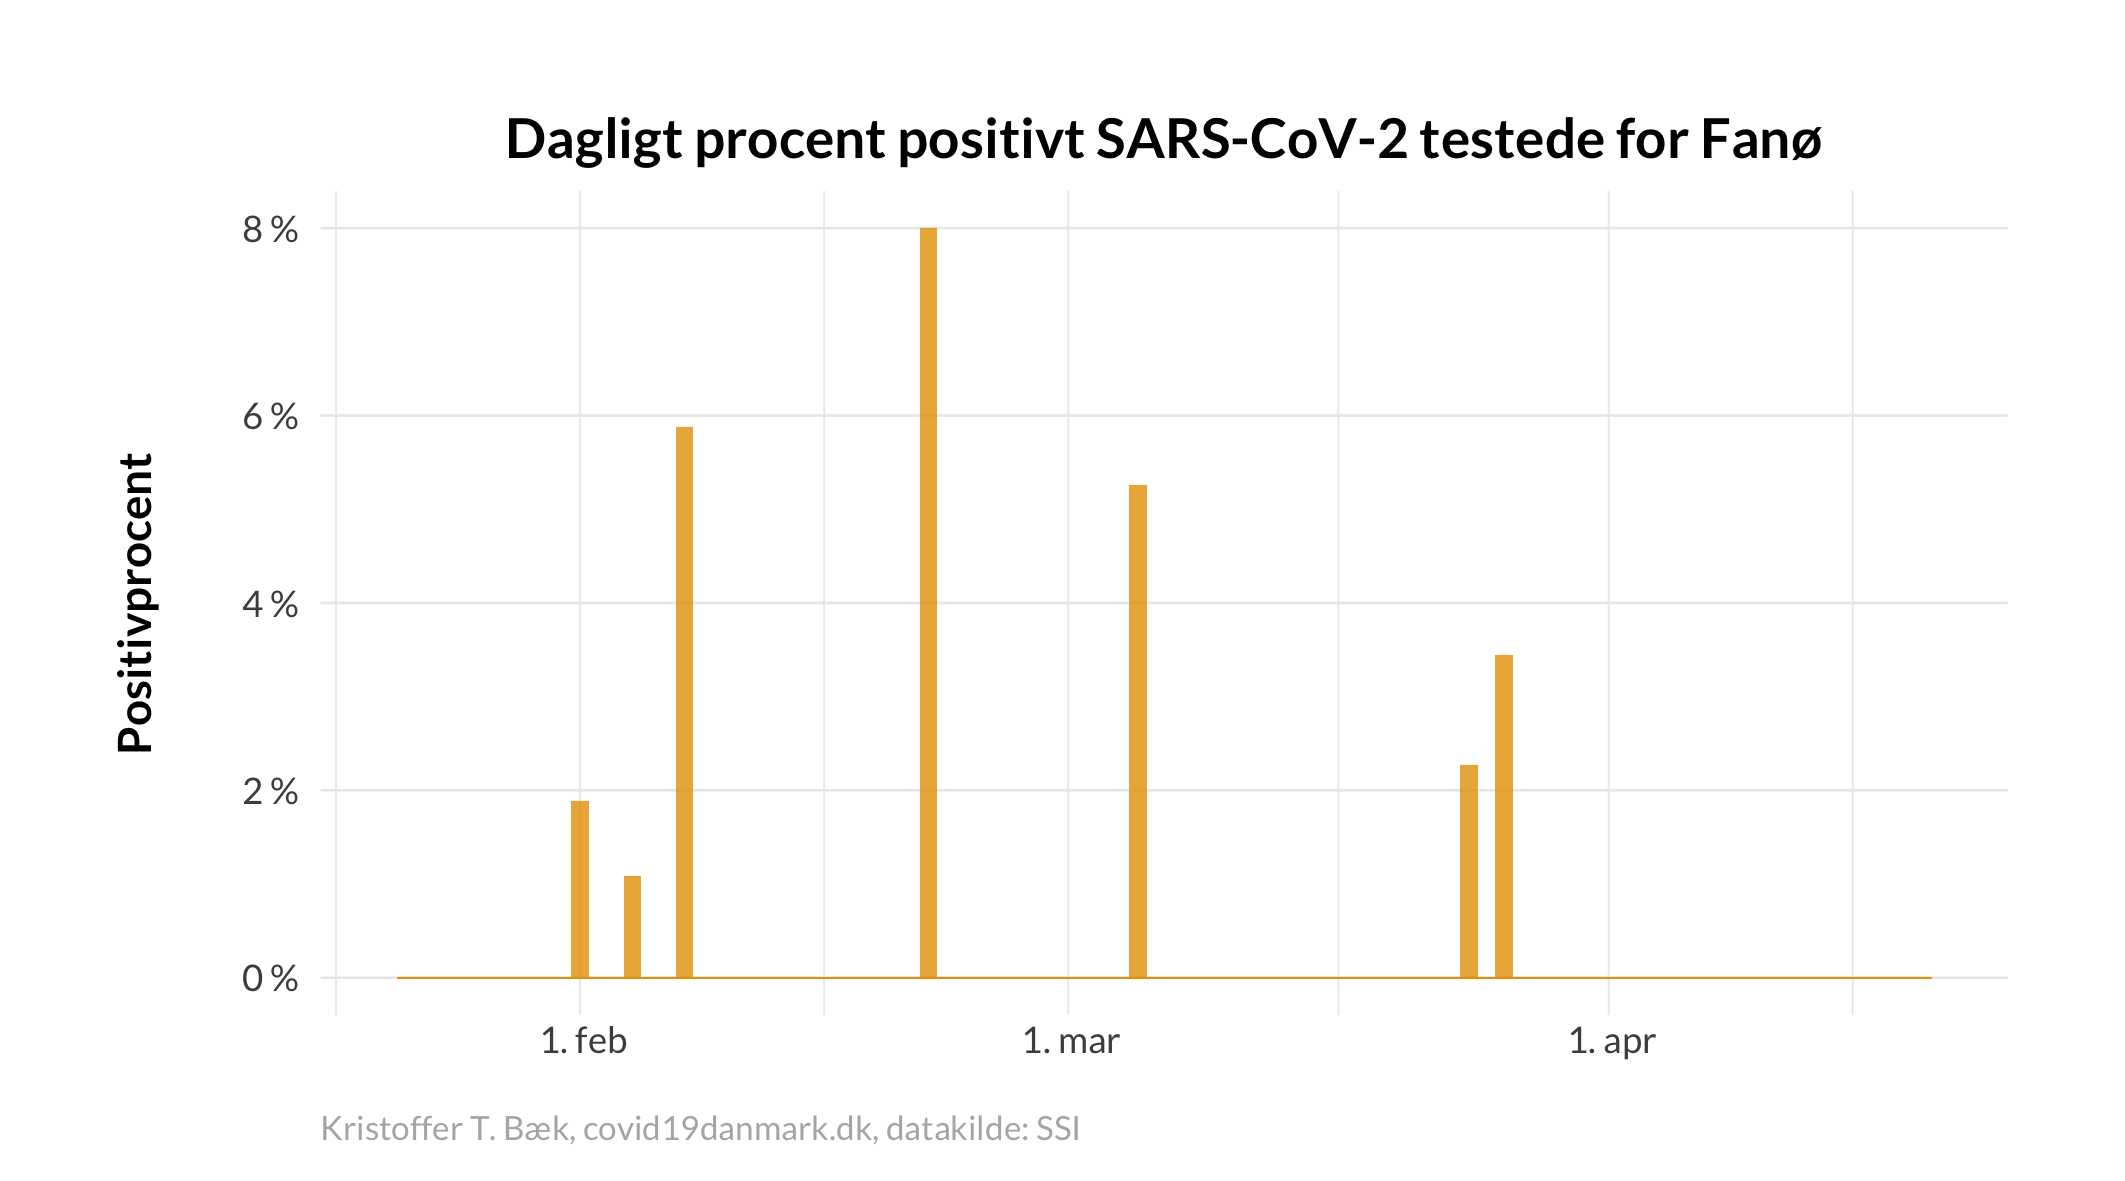 Dagligt procent positivt SARS-CoV-2 testede for Fanø
8 %
6 %
4 %
2 %
0 %
Positivprocent
1. feb
1. mar
1. apr
Kristoffer T. Bæk, covid19danmark.dk, datakilde: SSI